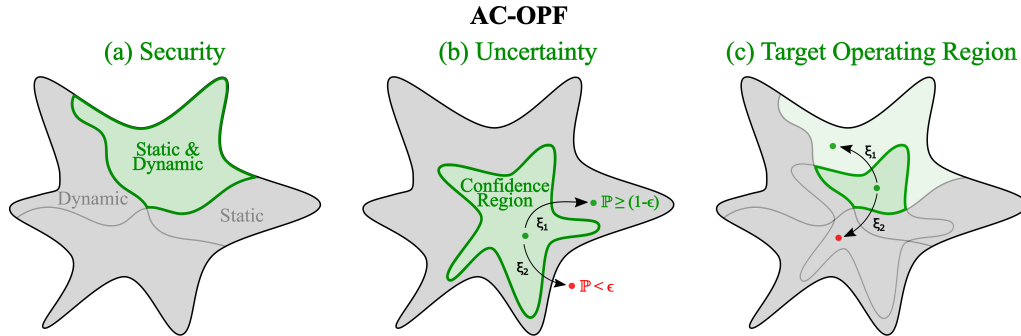 AC-OPF
(a) Security
Static &
Dynamic
Dynamic
Static
(b) Uncertainty
Confidence
Region
ξ₁
ℙ ≥ (1-ϵ)
ξ₂
ℙ < ϵ
(c) Target Operating Region
ξ₁
ξ₂